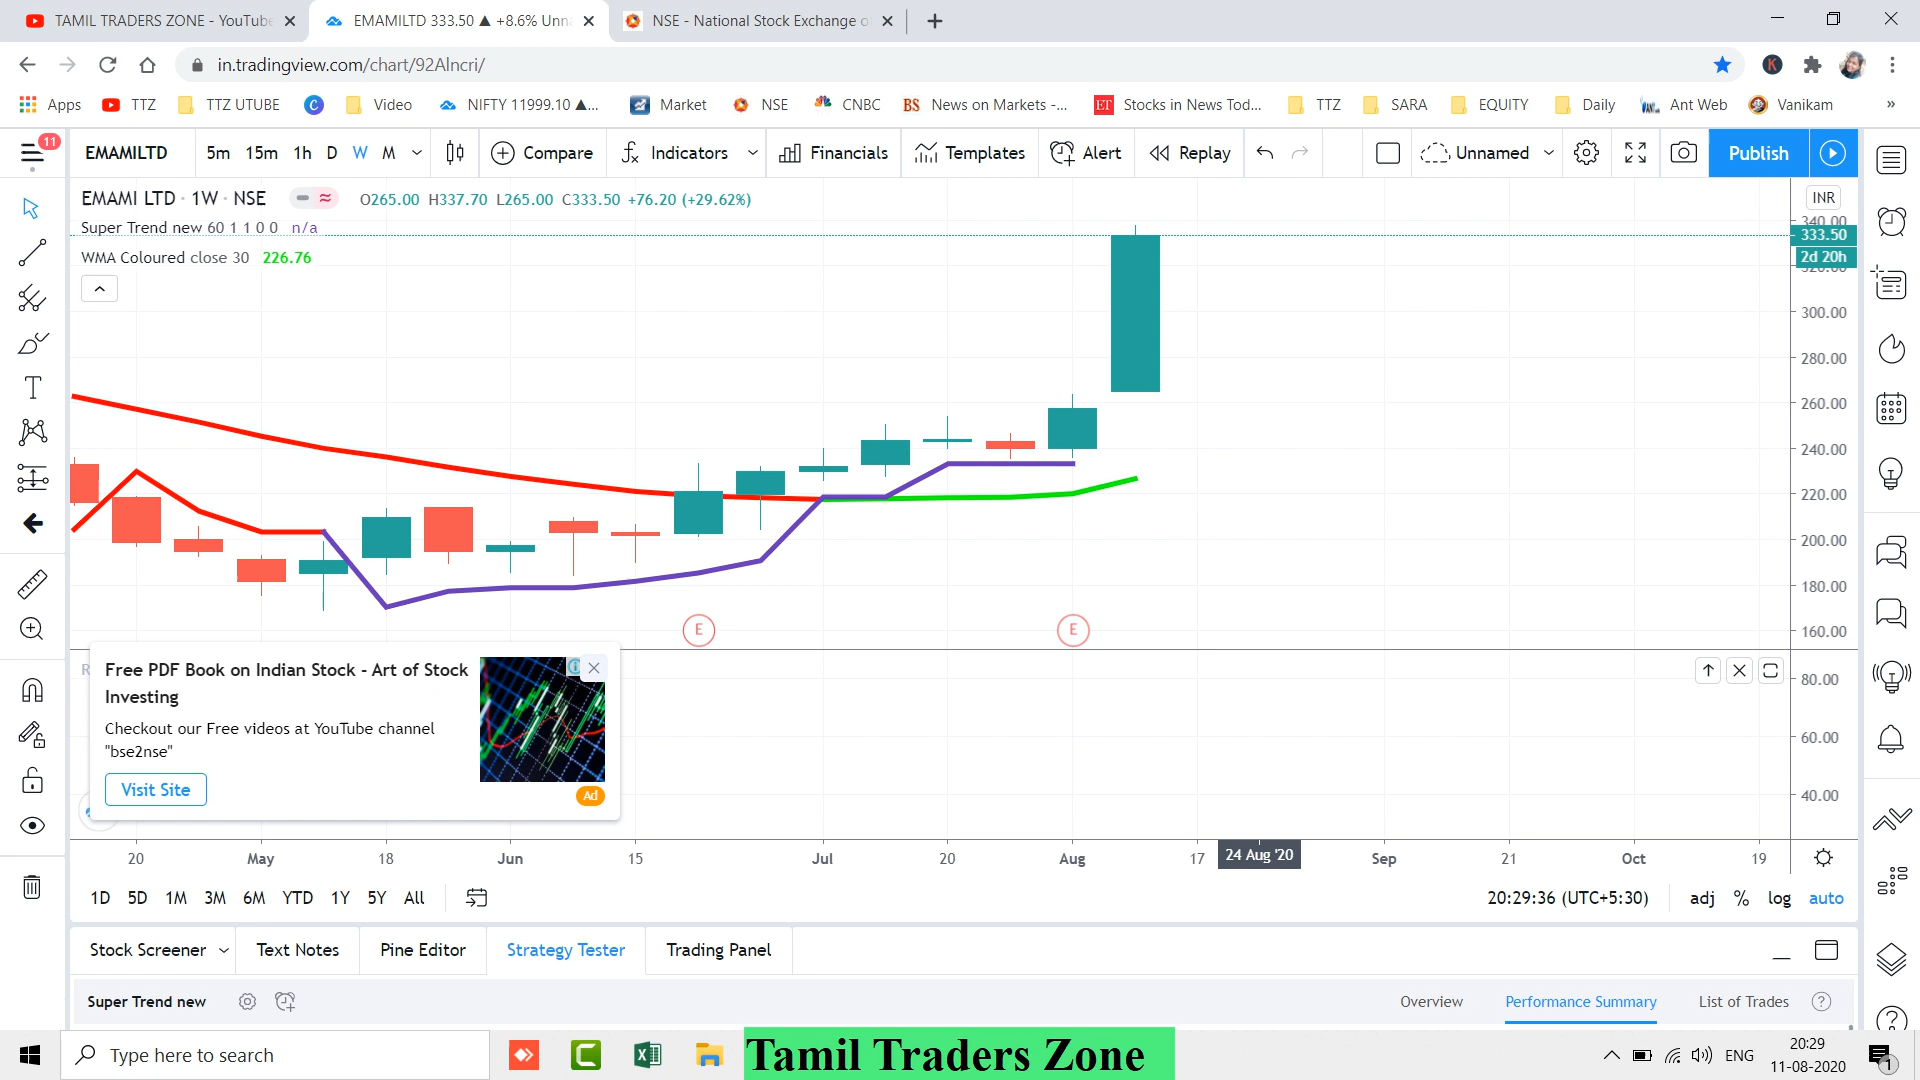 TAMIL TRADERS ZONE - YouTube
EMAMILTD 333.50 ▲ +8.6% Unn
NSE - National Stock Exchange o
in.tradingview.com/chart/92Alncri/
Apps
TTZ
TTZ UTUBE
Video
NIFTY 11999.10 ▲...
Market
NSE
CNBC
BS News on Markets -...
ET Stocks in News Tod...
TTZ
SARA
EQUITY
Daily
Ant Web
Vanikam
»
11
EMAMILTD 5m 15m 1h D W M Compare Indicators Financials Templates Alert Replay Unnamed Publish
EMAMI LTD · 1W · NSE O265.00 H337.70 L265.00 C333.50 +76.20 (+29.62%)
INR
Super Trend new 60 1 1 0 0 n/a
WMA Coloured close 30 226.76
340.00
333.50
2d 20h
320.00
300.00
280.00
260.00
240.00
220.00
200.00
180.00
160.00
E E
80.00
60.00
40.00
Free PDF Book on Indian Stock - Art of Stock
Investing
Checkout our Free videos at YouTube channel
"bse2nse"
Visit Site
Ad
20 May 18 Jun 15 Jul 20 Aug 17 24 Aug '20 Sep 21 Oct 19
1D 5D 1M 3M 6M YTD 1Y 5Y All 20:29:36 (UTC+5:30) adj % log auto
Stock Screener Text Notes Pine Editor Strategy Tester Trading Panel
Super Trend new Overview Performance Summary List of Trades
Type here to search
Tamil Traders Zone
ENG
20:29
11-08-2020
1